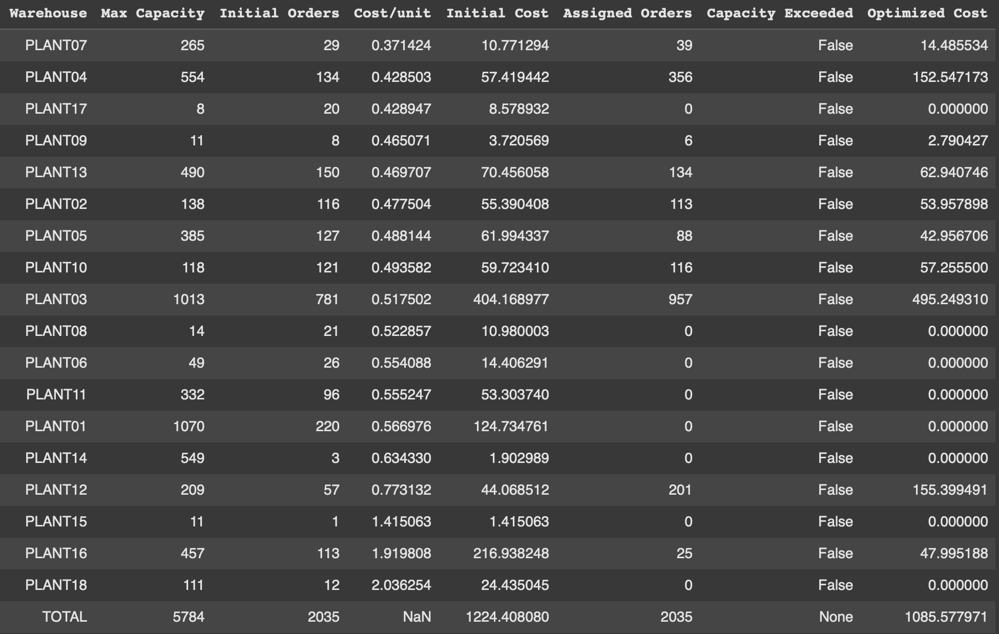 Warehouse Max Capacity Initial Orders Cost/unit Initial Cost Assigned Orders Capacity Exceeded Optimized Cost
PLANT07 265 29 0.371424 10.771294 39 False 14.485534
PLANT04 554 134 0.428503 57.419442 356 False 152.547173
PLANT17 8 20 0.428947 8.578932 0 False 0.000000
PLANT09 11 8 0.465071 3.720569 6 False 2.790427
PLANT13 490 150 0.469707 70.456058 134 False 62.940746
PLANT02 138 116 0.477504 55.390408 113 False 53.957898
PLANT05 385 127 0.488144 61.994337 88 False 42.956706
PLANT10 118 121 0.493582 59.723410 116 False 57.255500
PLANT03 1013 781 0.517502 404.168977 957 False 495.249310
PLANT08 14 21 0.522857 10.980003 0 False 0.000000
PLANT06 49 26 0.554088 14.406291 0 False 0.000000
PLANT11 332 96 0.555247 53.303740 0 False 0.000000
PLANT01 1070 220 0.566976 124.734761 0 False 0.000000
PLANT14 549 3 0.634330 1.902989 0 False 0.000000
PLANT12 209 57 0.773132 44.068512 201 False 155.399491
PLANT15 11 1 1.415063 1.415063 0 False 0.000000
PLANT16 457 113 1.919808 216.938248 25 False 47.995188
PLANT18 111 12 2.036254 24.435045 0 False 0.000000
TOTAL 5784 2035 NaN 1224.408080 2035 None 1085.577971